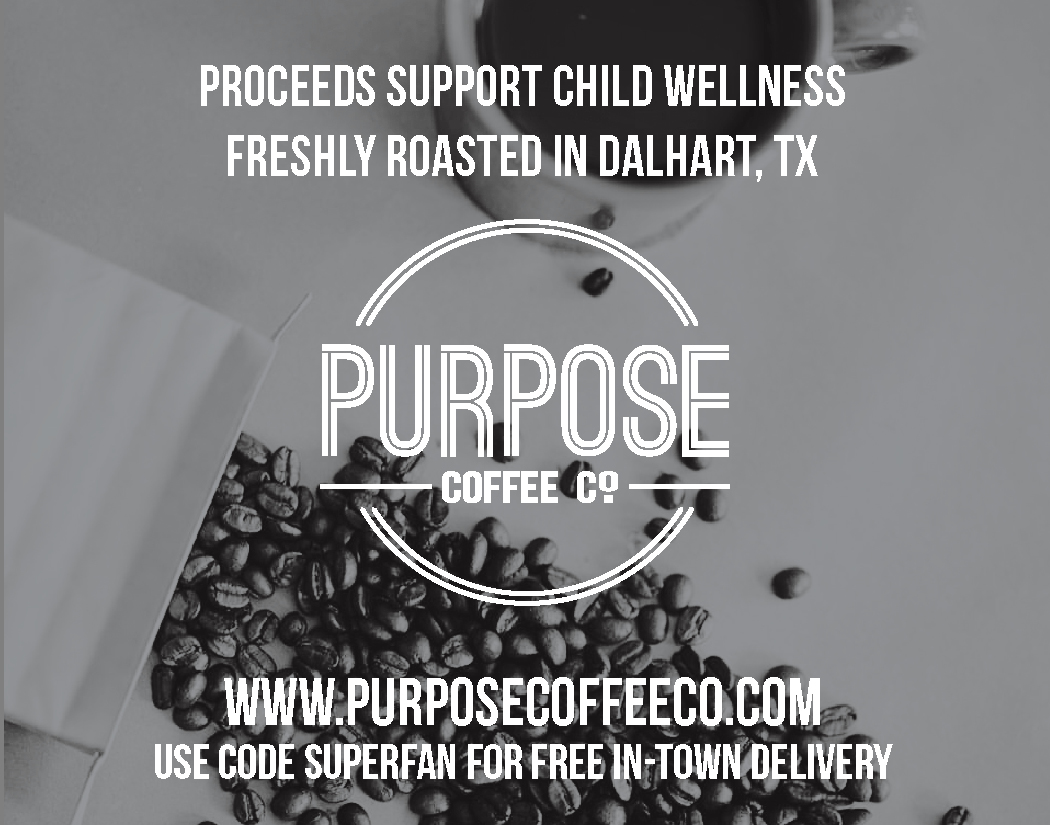 PROCEEDS SUPPORT CHILD WELLNESS
FRESHLY ROASTED IN DALHART, TX
PURPOSE
COFFEE Cº
WWW.PURPOSECOFFEECO.COM
USE CODE SUPERFAN FOR FREE IN-TOWN DELIVERY